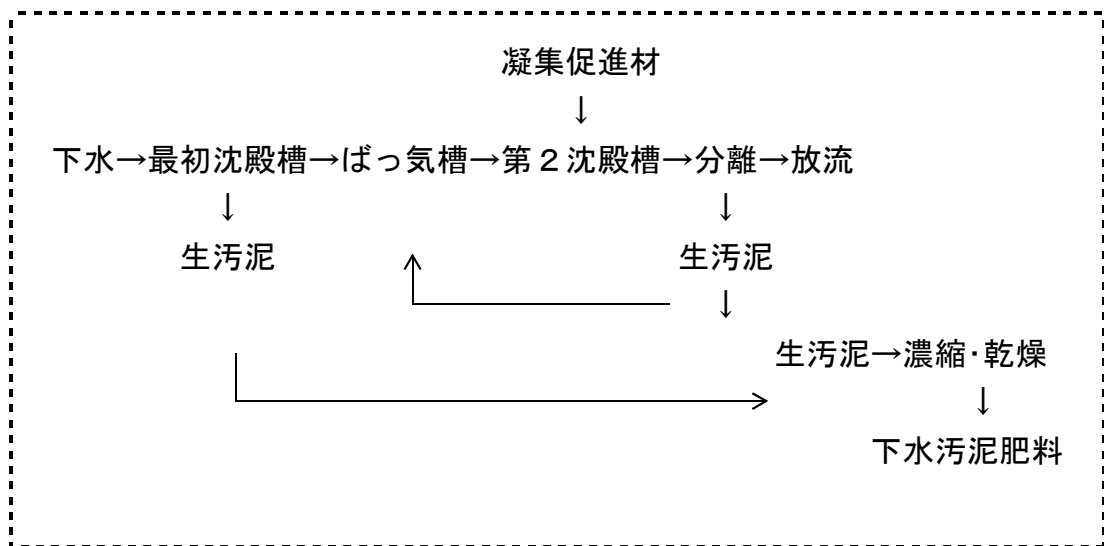 凝集促進材
↓
下水→最初沈殿槽→ばっ気槽→第２沈殿槽→分離→放流
↓ ↓
生汚泥 生汚泥
↓
生汚泥→濃縮･乾燥
↓
下水汚泥肥料